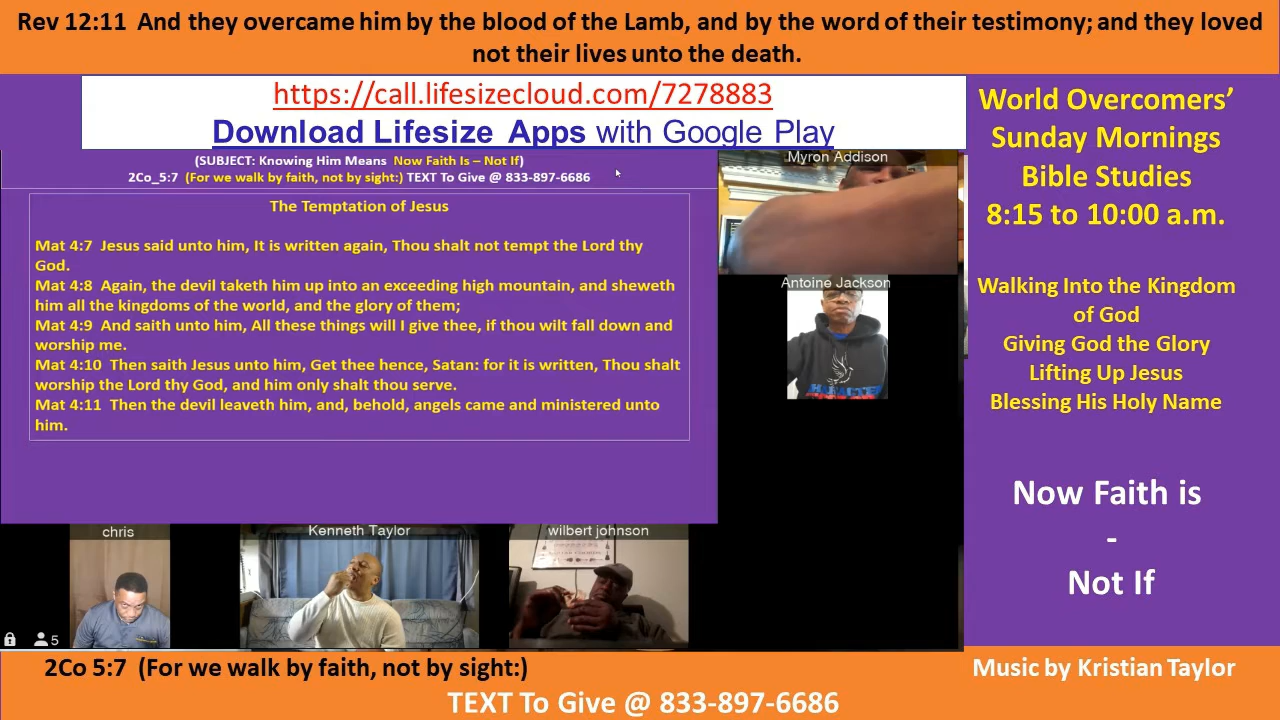 Rev 12:11  And they overcame him by the blood of the Lamb, and by the word of their testimony; and they loved
not their lives unto the death.
https://call.lifesizecloud.com/7278883
Download Lifesize Apps with Google Play
(SUBJECT: Knowing Him Means Now Faith Is – Not If)
2Co_5:7 (For we walk by faith, not by sight:) TEXT To Give @ 833-897-6686
The Temptation of Jesus
Mat 4:7 Jesus said unto him, It is written again, Thou shalt not tempt the Lord thy
God.
Mat 4:8 Again, the devil taketh him up into an exceeding high mountain, and sheweth
him all the kingdoms of the world, and the glory of them;
Mat 4:9 And saith unto him, All these things will I give thee, if thou wilt fall down and
worship me.
Mat 4:10 Then saith Jesus unto him, Get thee hence, Satan: for it is written, Thou shalt
worship the Lord thy God, and him only shalt thou serve.
Mat 4:11 Then the devil leaveth him, and, behold, angels came and ministered unto
him.
Myron Addison
Antoine Jackson
chris
Kenneth Taylor
wilbert johnson
5
World Overcomers’
Sunday Mornings
Bible Studies
8:15 to 10:00 a.m.
Walking Into the Kingdom
of God
Giving God the Glory
Lifting Up Jesus
Blessing His Holy Name
Now Faith is
-
Not If
2Co 5:7 (For we walk by faith, not by sight:)
Music by Kristian Taylor
TEXT To Give @ 833-897-6686